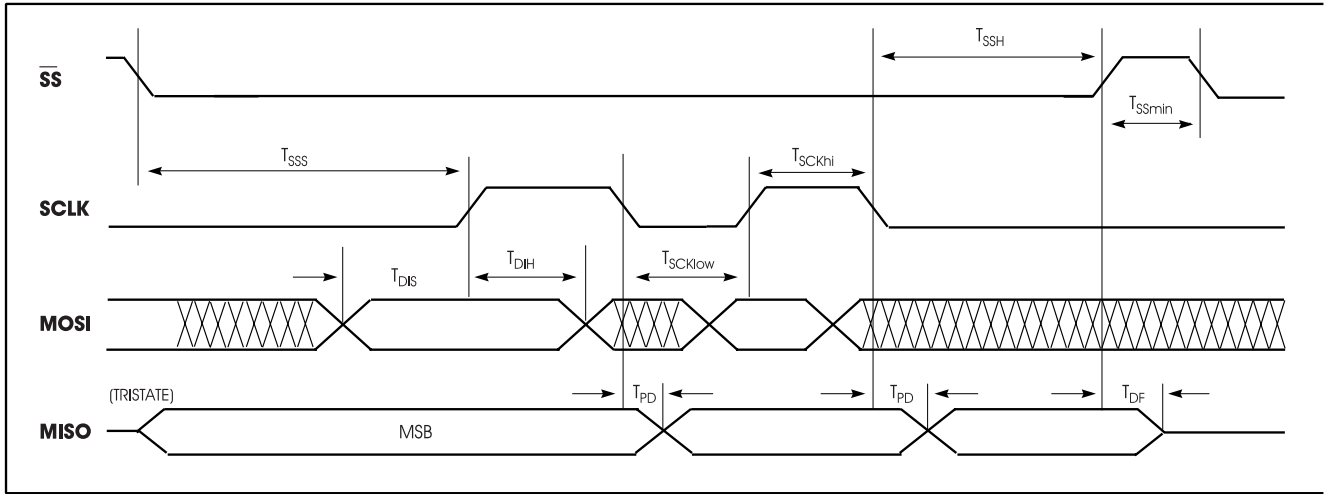 T_SSH
SS
T_SSmin
T_SSS
T_SCKhi
SCLK
T_DIS
T_DIH
T_SCKlow
MOSI
(TRISTATE)
T_PD
T_PD
T_DF
MISO
MSB